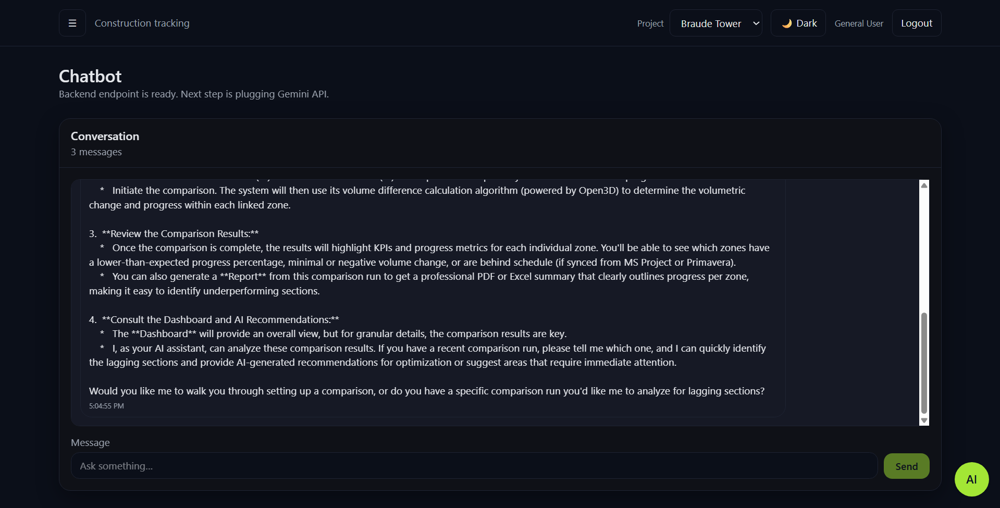 ☰ Construction tracking Project Braude Tower 🌙 Dark General User Logout
Chatbot
Backend endpoint is ready. Next step is plugging Gemini API.
Conversation
3 messages
* Initiate the comparison. The system will then use its volume difference calculation algorithm (powered by Open3D) to determine the volumetric
change and progress within each linked zone.
3. **Review the Comparison Results:**
* Once the comparison is complete, the results will highlight KPIs and progress metrics for each individual zone. You'll be able to see which zones have
a lower-than-expected progress percentage, minimal or negative volume change, or are behind schedule (if synced from MS Project or Primavera).
* You can also generate a **Report** from this comparison run to get a professional PDF or Excel summary that clearly outlines progress per zone,
making it easy to identify underperforming sections.
4. **Consult the Dashboard and AI Recommendations:**
* The **Dashboard** will provide an overall view, but for granular details, the comparison results are key.
* I, as your AI assistant, can analyze these comparison results. If you have a recent comparison run, please tell me which one, and I can quickly identify
the lagging sections and provide AI-generated recommendations for optimization or suggest areas that require immediate attention.
Would you like me to walk you through setting up a comparison, or do you have a specific comparison run you'd like me to analyze for lagging sections?
5:04:55 PM
Message
Ask something...
Send
AI